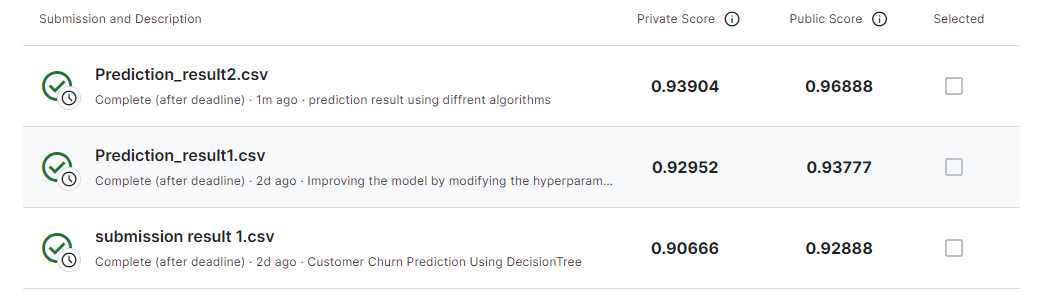 Submission and Description Private Score Public Score Selected
Prediction_result2.csv
Complete (after deadline) · 1m ago · prediction result using diffrent algorithms
0.93904 0.96888
Prediction_result1.csv
Complete (after deadline) · 2d ago · Improving the model by modifying the hyperparam...
0.92952 0.93777
submission result 1.csv
Complete (after deadline) · 2d ago · Customer Churn Prediction Using DecisionTree
0.90666 0.92888